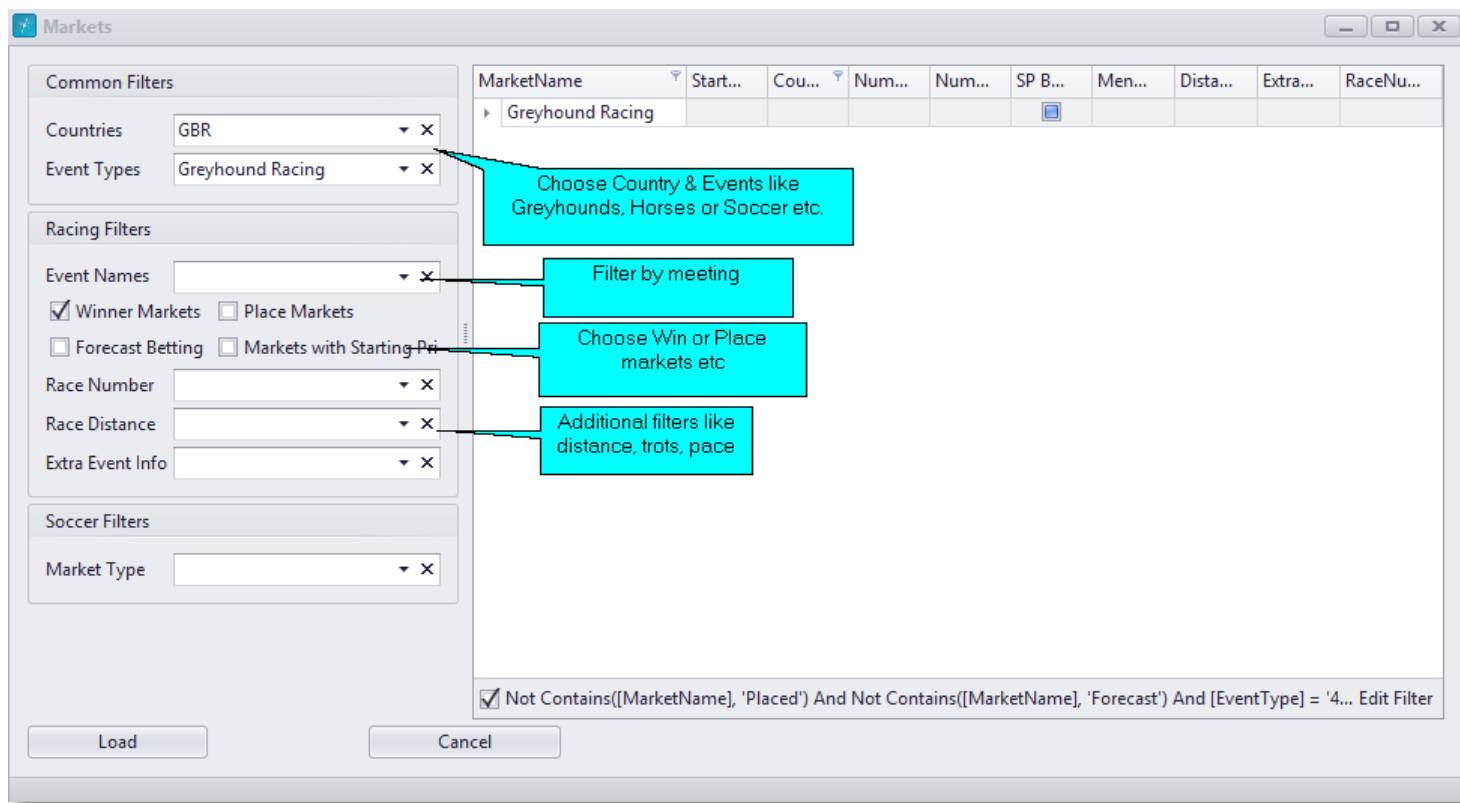 Markets
Common Filters
Countries GBR
Event Types Greyhound Racing
Racing Filters
Event Names
Winner Markets Place Markets
Forecast Betting Markets with Starting Pri
Race Number
Race Distance
Extra Event Info
Soccer Filters
Market Type
Load Cancel
MarketName Start... Cou... Num... Num... SP B... Men... Dista... Extra... RaceNu...
Greyhound Racing
Choose Country & Events like
Greyhounds, Horses or Soccer etc.
Filter by meeting
Choose Win or Place
markets etc
Additional filters like
distance, trots, pace
Not Contains([MarketName], 'Placed') And Not Contains([MarketName], 'Forecast') And [EventType] = '4... Edit Filter